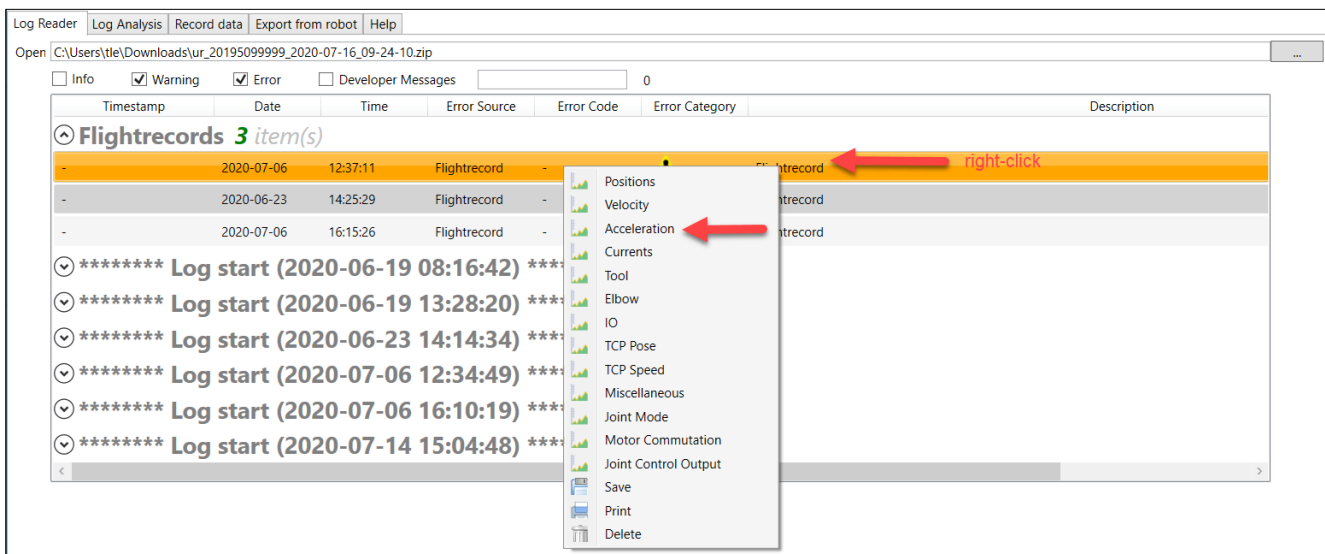 Log Reader Log Analysis Record data Export from robot Help
Open C:\Users\tle\Downloads\ur_20195099999_2020-07-16_09-24-10.zip ...
Info Warning Error Developer Messages 0
Timestamp Date Time Error Source Error Code Error Category Description
Flightrecords 3 item(s)
- 2020-07-06 12:37:11 Flightrecord - right-click
- 2020-06-23 14:25:29 Flightrecord -
- 2020-07-06 16:15:26 Flightrecord -
******** Log start (2020-06-19 08:16:42) ****
******** Log start (2020-06-19 13:28:20) ****
******** Log start (2020-06-23 14:14:34) ****
******** Log start (2020-07-06 12:34:49) ****
******** Log start (2020-07-06 16:10:19) ****
******** Log start (2020-07-14 15:04:48) ****
Positions
Velocity
Acceleration
Currents
Tool
Elbow
IO
TCP Pose
TCP Speed
Miscellaneous
Joint Mode
Motor Commutation
Joint Control Output
Save
Print
Delete